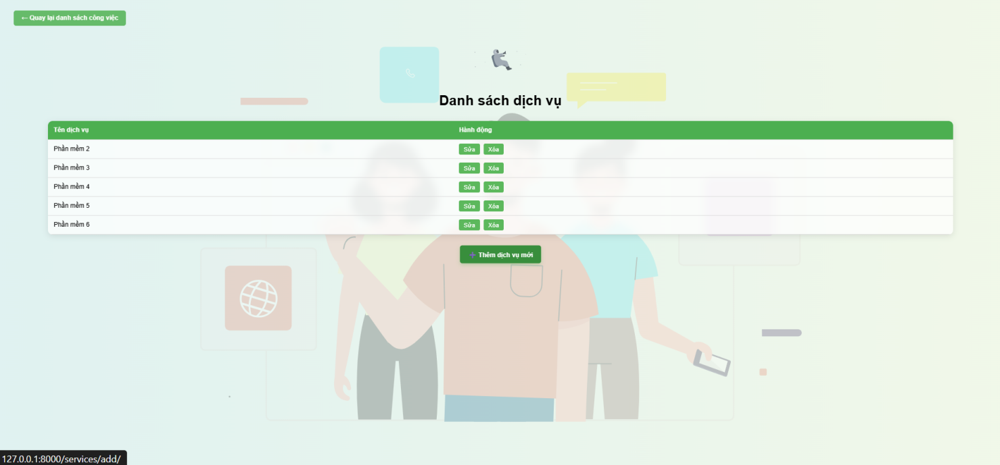 ← Quay lại danh sách công việc
Danh sách dịch vụ
Tên dịch vụ Hành động
Phần mềm 2 Sửa Xóa
Phần mềm 3 Sửa Xóa
Phần mềm 4 Sửa Xóa
Phần mềm 5 Sửa Xóa
Phần mềm 6 Sửa Xóa
➕ Thêm dịch vụ mới
127.0.0.1:8000/services/add/